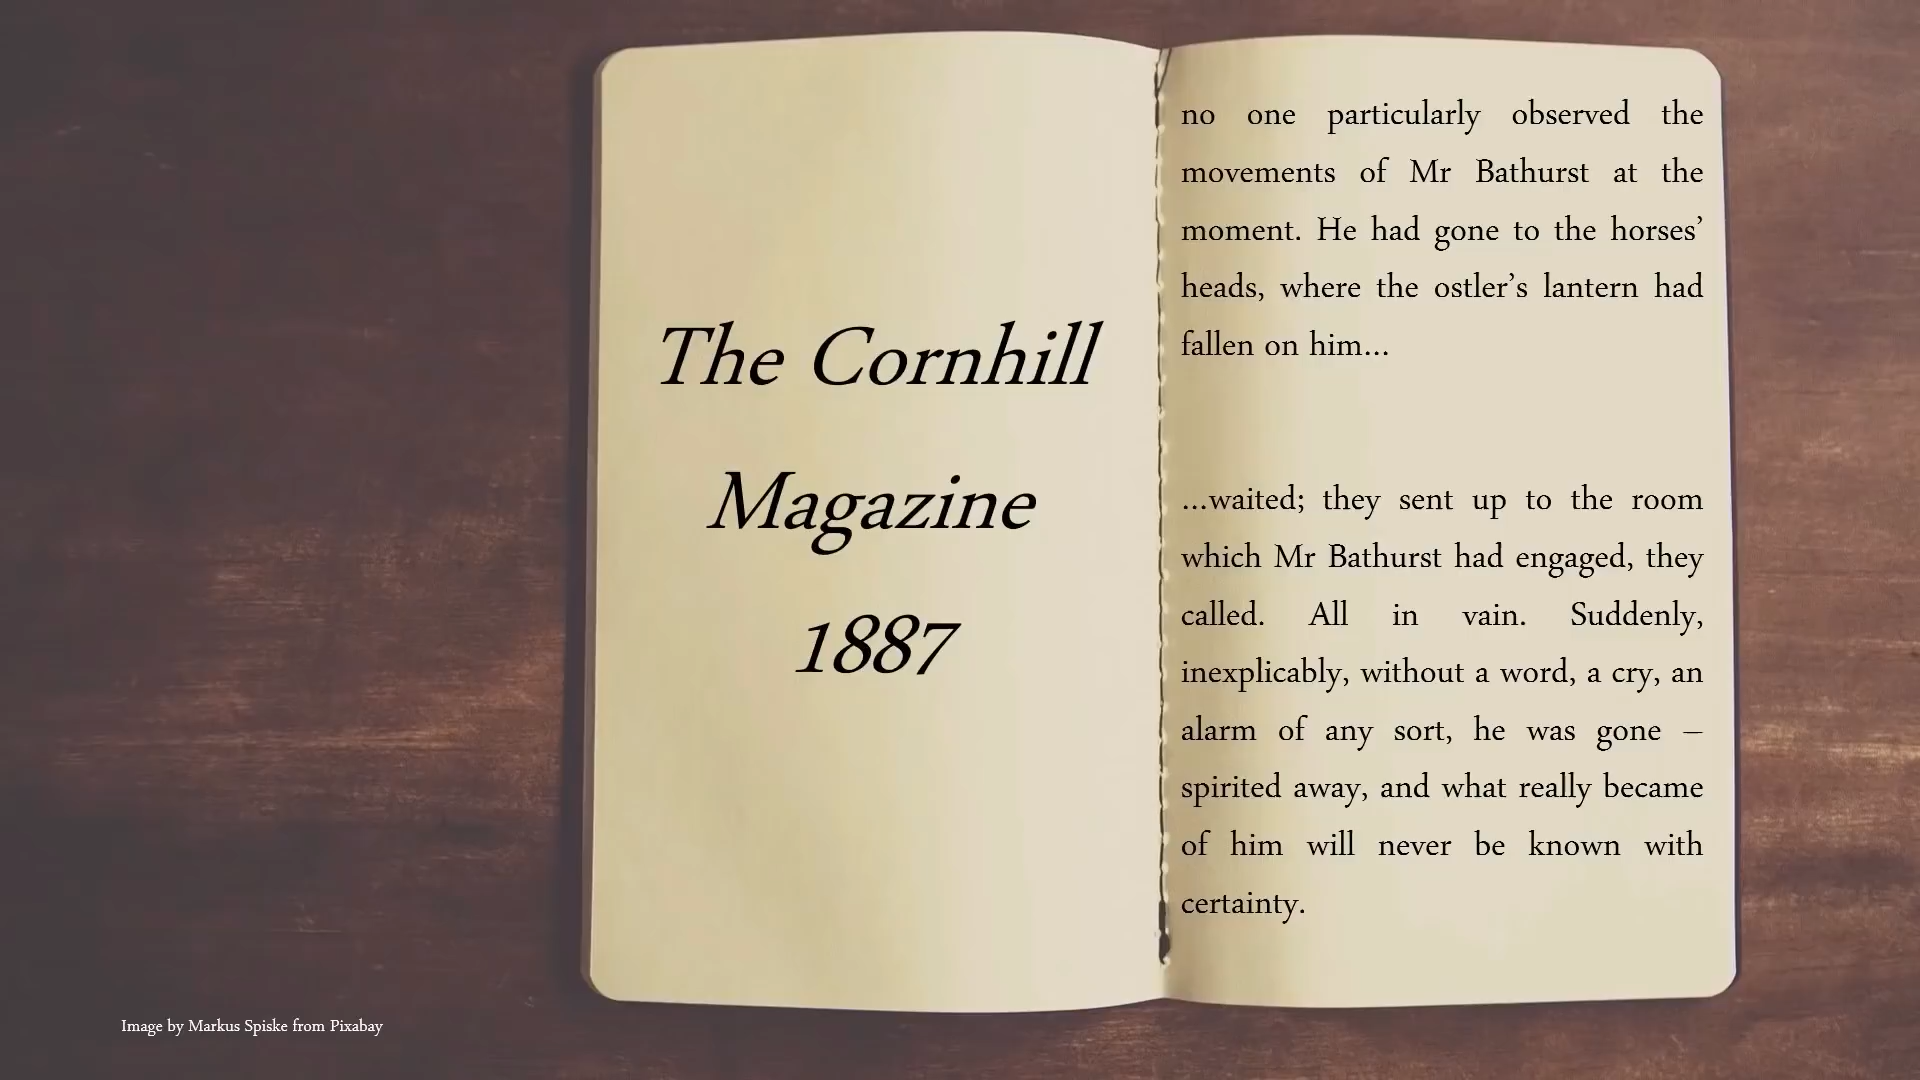 The Cornhill
Magazine
1887
no one particularly observed the
movements of Mr Bathurst at the
moment. He had gone to the horses’
heads, where the ostler’s lantern had
fallen on him...
...waited; they sent up to the room
which Mr Bathurst had engaged, they
called. All in vain. Suddenly,
inexplicably, without a word, a cry, an
alarm of any sort, he was gone –
spirited away, and what really became
of him will never be known with
certainty.
Image by Markus Spiske from Pixabay